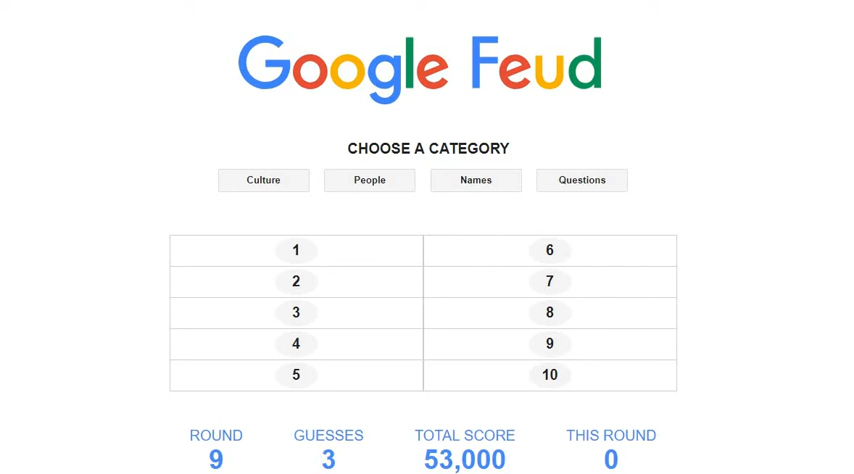 Google Feud
CHOOSE A CATEGORY
Culture People Names Questions
1 6
2 7
3 8
4 9
5 10
ROUND GUESSES TOTAL SCORE THIS ROUND
9 3 53,000 0